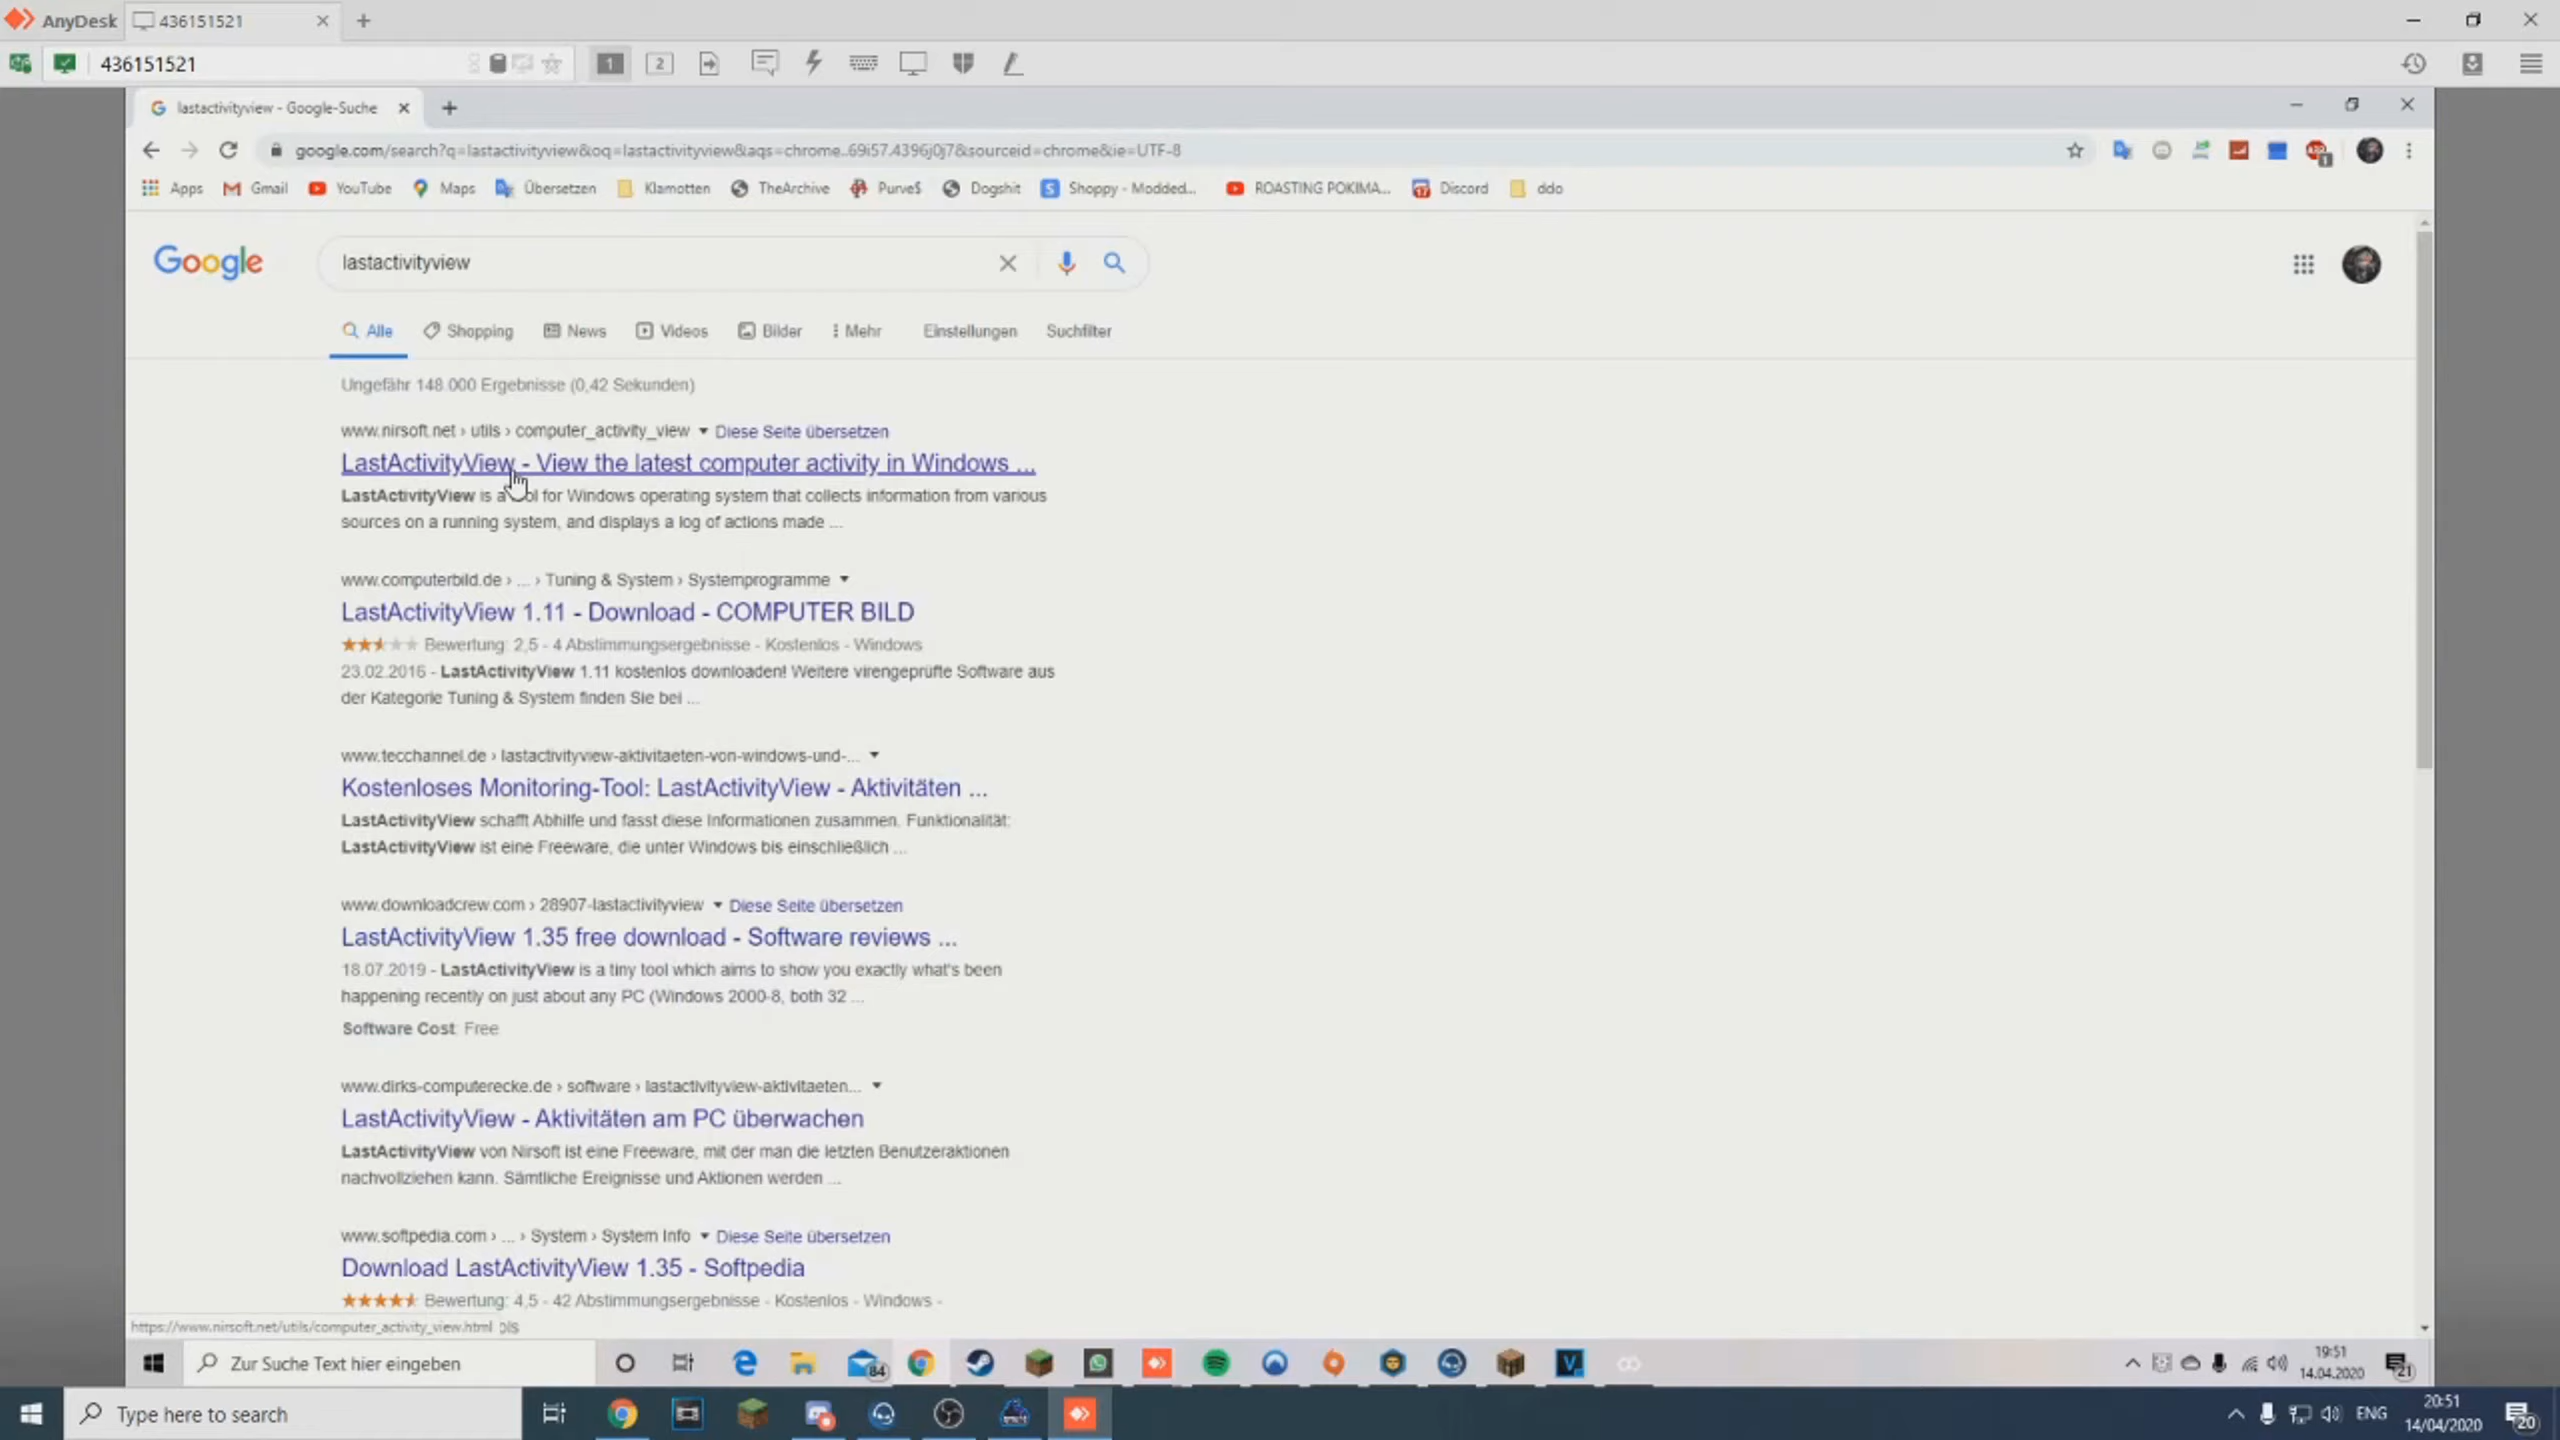 AnyDesk 436151521
436151521 1 2
lastactivityview - Google-Suche
google.com/search?q=lastactivityview&oq=lastactivityview&aqs=chrome..69i57.4396j0j7&sourceid=chrome&ie=UTF-8
Apps Gmail YouTube Maps Übersetzen Klamotten TheArchive Purve$ Dogshit Shoppy - Modded... ROASTING POKIMA... Discord ddo
Google lastactivityview
Alle Shopping News Videos Bilder Mehr Einstellungen Suchfilter
Ungefähr 148 000 Ergebnisse (0,42 Sekunden)
www.nirsoft.net › utils › computer_activity_view Diese Seite übersetzen
LastActivityView - View the latest computer activity in Windows ...
LastActivityView is a tool for Windows operating system that collects information from various
sources on a running system, and displays a log of actions made ...
www.computerbild.de › ... › Tuning & System › Systemprogramme
LastActivityView 1.11 - Download - COMPUTER BILD
Bewertung: 2,5 - 4 Abstimmungsergebnisse - Kostenlos - Windows
23.02.2016 - LastActivityView 1.11 kostenlos downloaden! Weitere virengeprüfte Software aus
der Kategorie Tuning & System finden Sie bei ...
www.tecchannel.de › lastactivityview-aktivitaeten-von-windows-und-...
Kostenloses Monitoring-Tool: LastActivityView - Aktivitäten ...
LastActivityView schafft Abhilfe und fasst diese Informationen zusammen. Funktionalität:
LastActivityView ist eine Freeware, die unter Windows bis einschließlich ...
www.downloadcrew.com › 28907-lastactivityview Diese Seite übersetzen
LastActivityView 1.35 free download - Software reviews ...
18.07.2019 - LastActivityView is a tiny tool which aims to show you exactly what's been
happening recently on just about any PC (Windows 2000-8, both 32 ...
Software Cost: Free
www.dirks-computerecke.de › software › lastactivityview-aktivitaeten...
LastActivityView - Aktivitäten am PC überwachen
LastActivityView von Nirsoft ist eine Freeware, mit der man die letzten Benutzeraktionen
nachvollziehen kann. Sämtliche Ereignisse und Aktionen werden ...
www.softpedia.com › ... › System › System Info Diese Seite übersetzen
Download LastActivityView 1.35 - Softpedia
Bewertung: 4,5 - 42 Abstimmungsergebnisse - Kostenlos - Windows -
https://www.nirsoft.net/utils/computer_activity_view.html
Zur Suche Text hier eingeben 84 19:51
14.04.2020 21
Type here to search ENG 20:51
14/04/2020 20